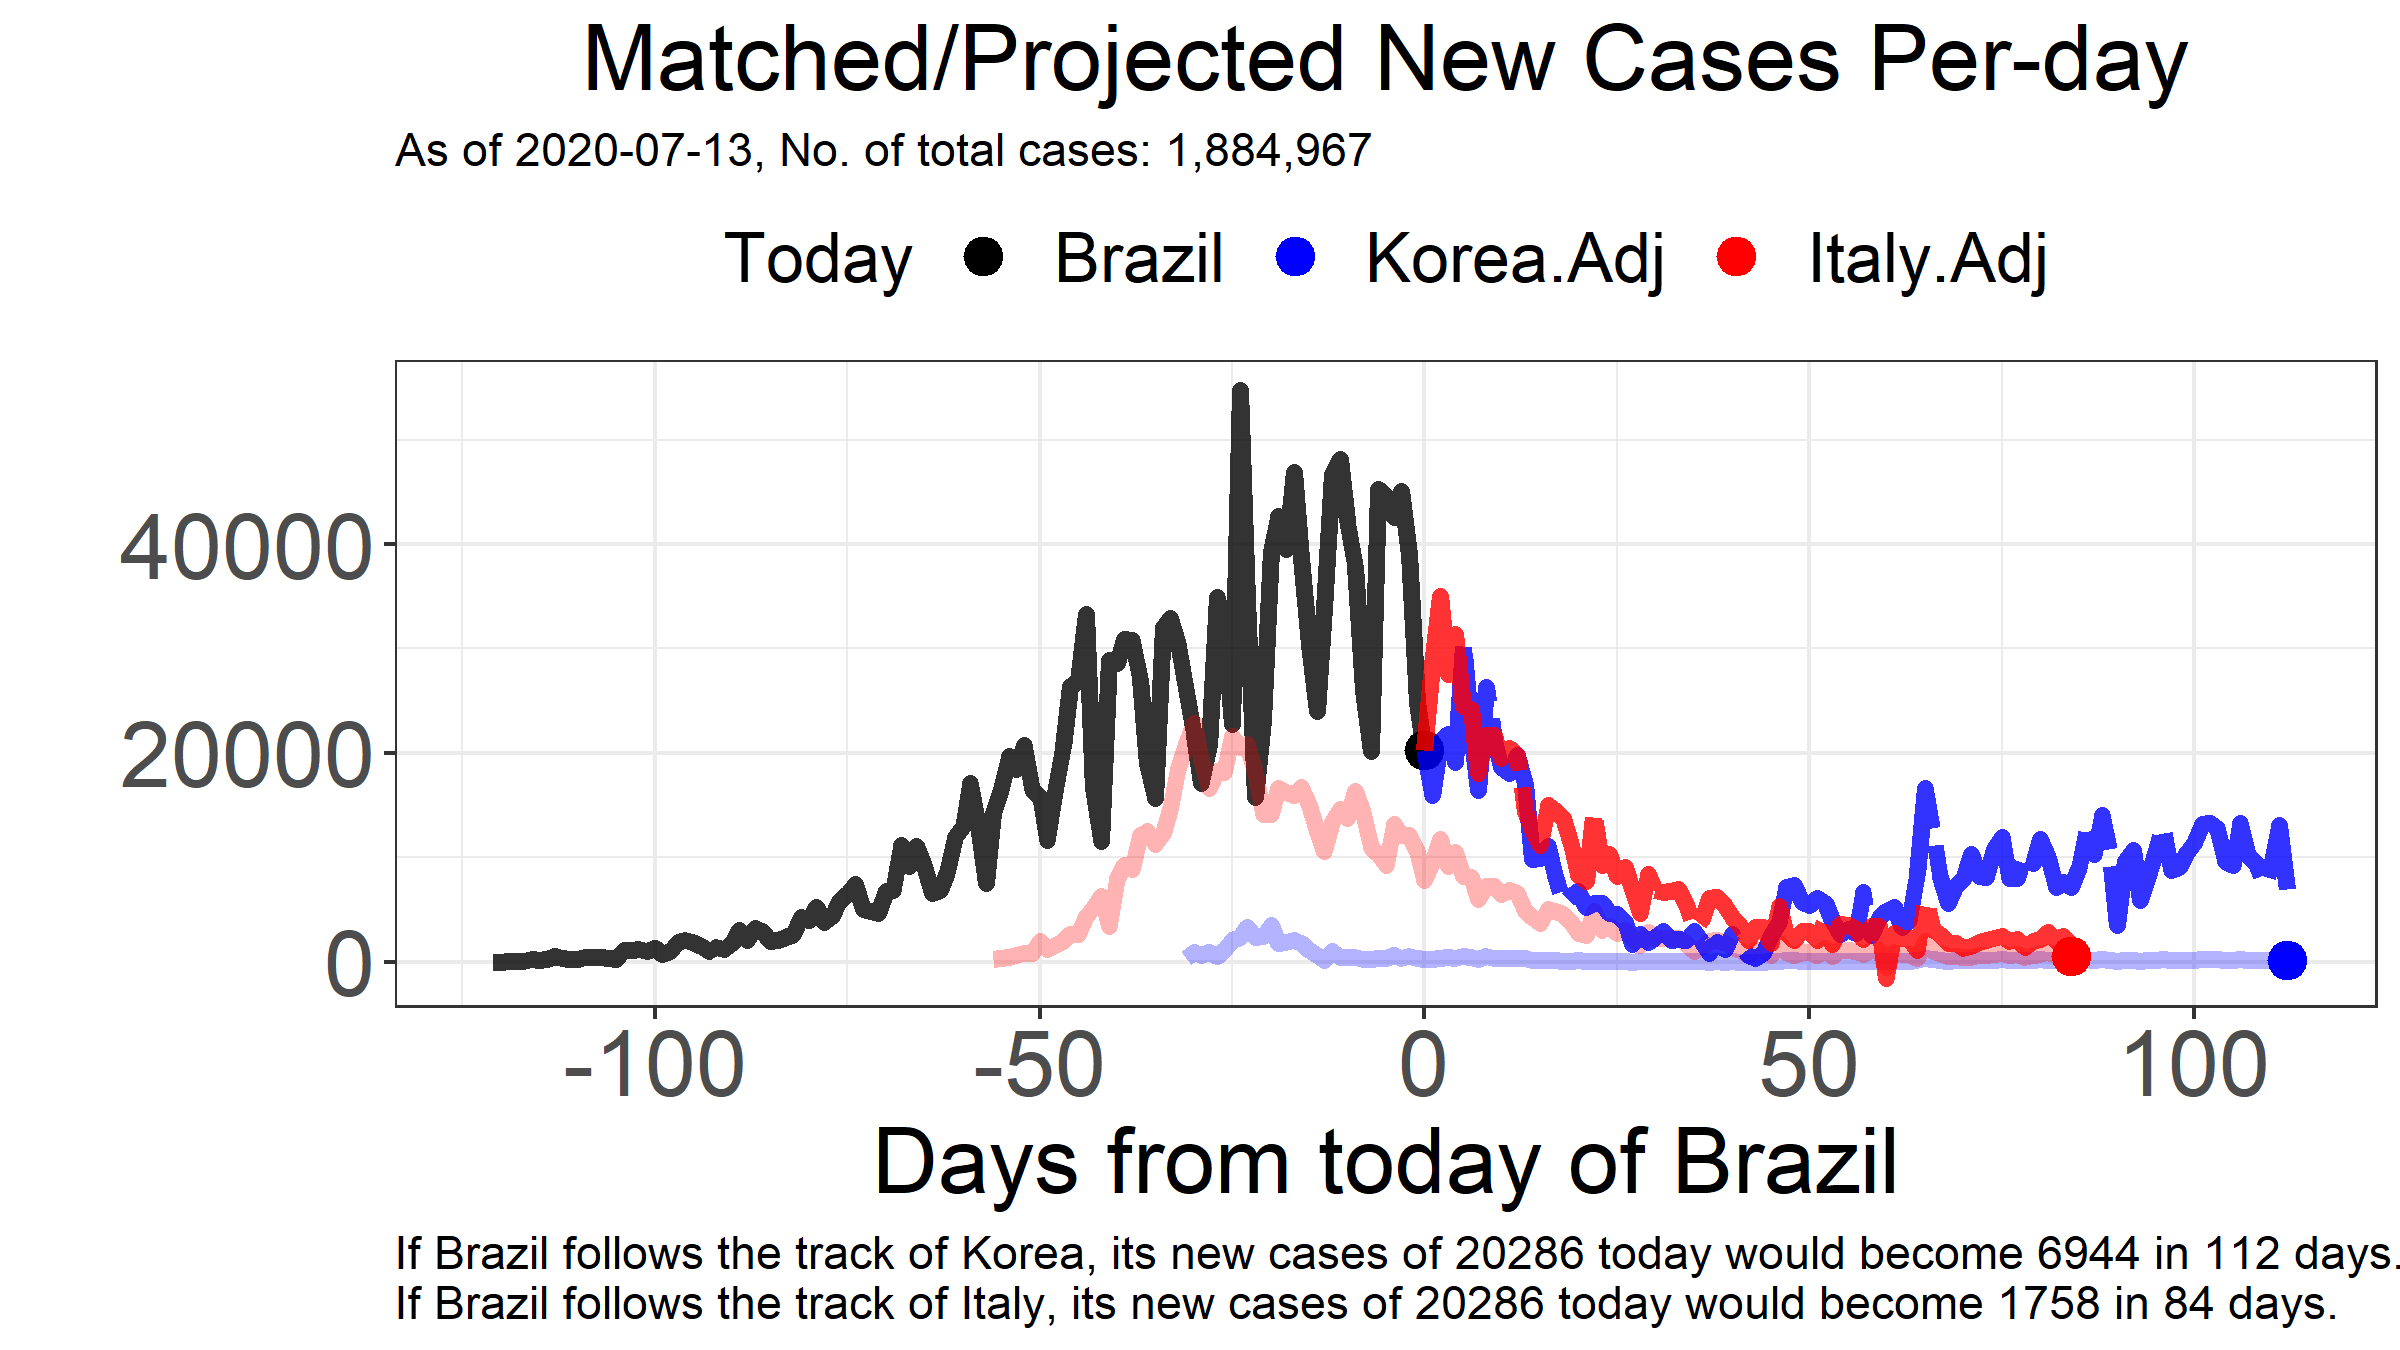 Matched/Projected New Cases Per-day
As of 2020-07-13, No. of total cases: 1,884,967
Today Brazil Korea.Adj Italy.Adj
40000
20000
0
-100 -50 0 50 100
Days from today of Brazil
If Brazil follows the track of Korea, its new cases of 20286 today would become 6944 in 112 days.
If Brazil follows the track of Italy, its new cases of 20286 today would become 1758 in 84 days.